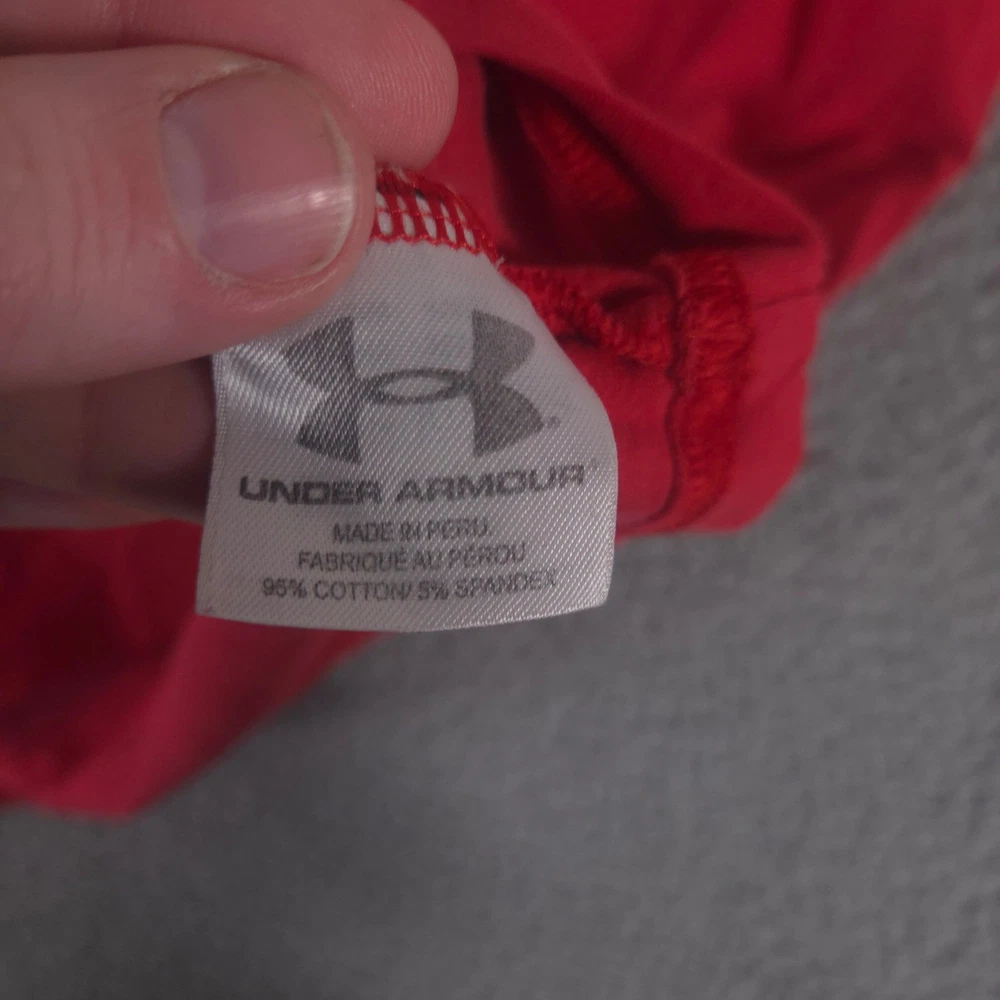 UNDER ARMOUR
MADE IN PERU.
FABRIQUÉ AU PÉROU
95% COTTON/ 5% SPANDEX